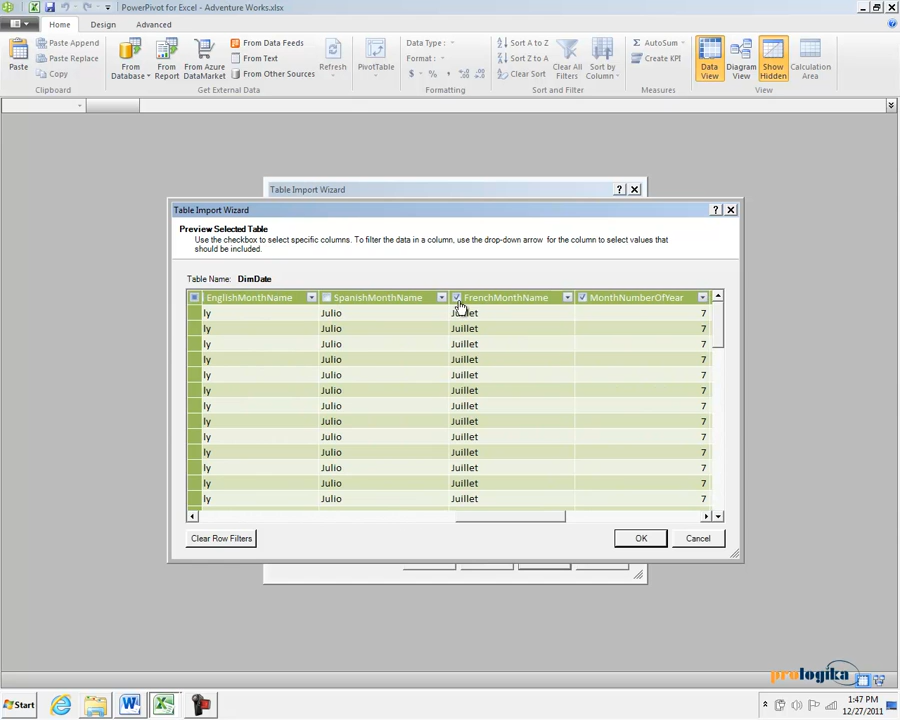 PowerPivot for Excel - Adventure Works.xlsx
Home Design Advanced
Paste
Paste Append
Paste Replace
Copy
Clipboard
From Database
From Report
From Azure DataMarket
From Data Feeds
From Text
From Other Sources
Get External Data
Refresh
PivotTable
Data Type :
Format :
$ % , .00 .00
Formatting
Sort A to Z
Sort Z to A
Clear Sort
Clear All Filters
Sort by Column
Sort and Filter
AutoSum
Create KPI
Measures
Data View
Diagram View
Show Hidden
Calculation Area
View
Table Import Wizard
Table Import Wizard
Preview Selected Table
Use the checkbox to select specific columns. To filter the data in a column, use the drop-down arrow for the column to select values that
should be included.
Table Name: DimDate
EnglishMonthName SpanishMonthName FrenchMonthName MonthNumberOfYear
ly Julio Juillet 7
ly Julio Juillet 7
ly Julio Juillet 7
ly Julio Juillet 7
ly Julio Juillet 7
ly Julio Juillet 7
ly Julio Juillet 7
ly Julio Juillet 7
ly Julio Juillet 7
ly Julio Juillet 7
ly Julio Juillet 7
ly Julio Juillet 7
ly Julio Juillet 7
Clear Row Filters OK Cancel
prologika
Start
1:47 PM
12/27/2011